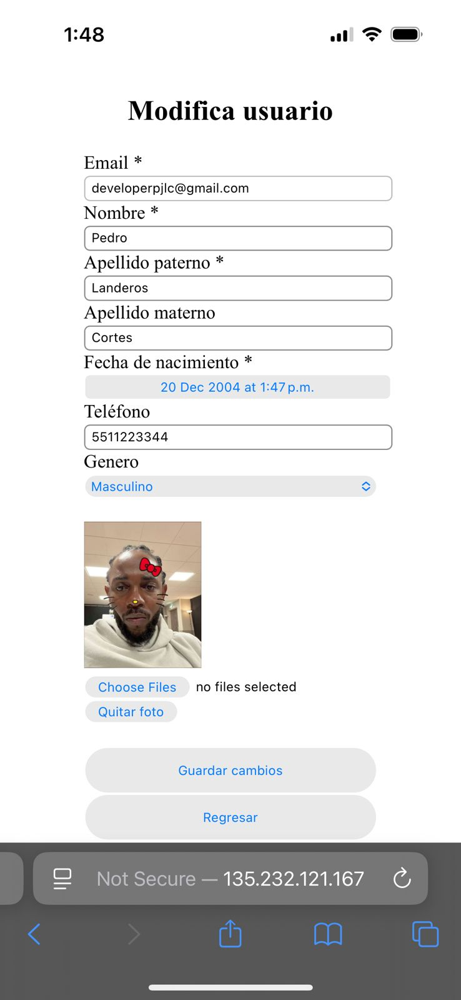 1:48
Modifica usuario
Email *
developerpjlc@gmail.com
Nombre *
Pedro
Apellido paterno *
Landeros
Apellido materno
Cortes
Fecha de nacimiento *
20 Dec 2004 at 1:47 p.m.
Teléfono
5511223344
Genero
Masculino
Choose Files no files selected
Quitar foto
Guardar cambios
Regresar
Not Secure — 135.232.121.167